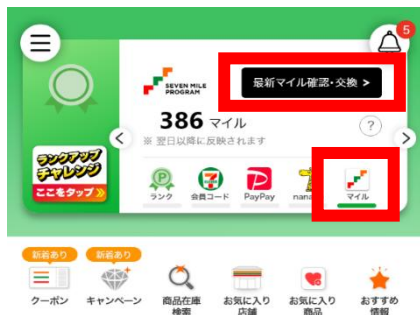 5
SEVEN MILE
PROGRAM
最新マイル確認・交換 >
386 マイル
?
※ 翌日以降に反映されます
ランクアップ
チャレンジ
ここをタップ
ランク
会員コード
PayPay
マイル
新着あり
新着あり
クーポン
キャンペーン
商品在庫
検索
お気に入り
店舗
お気に入り
商品
おすすめ
情報